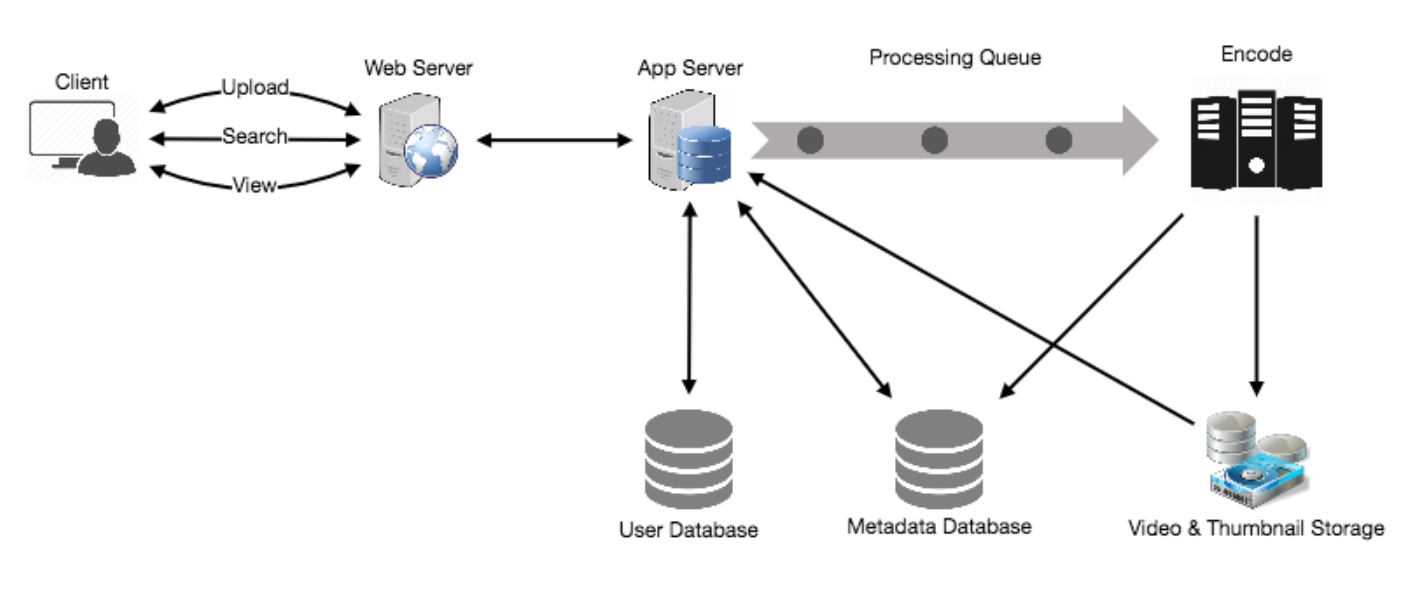 Client
Upload
Search
View
Web Server
App Server
Processing Queue
Encode
User Database
Metadata Database
Video & Thumbnail Storage